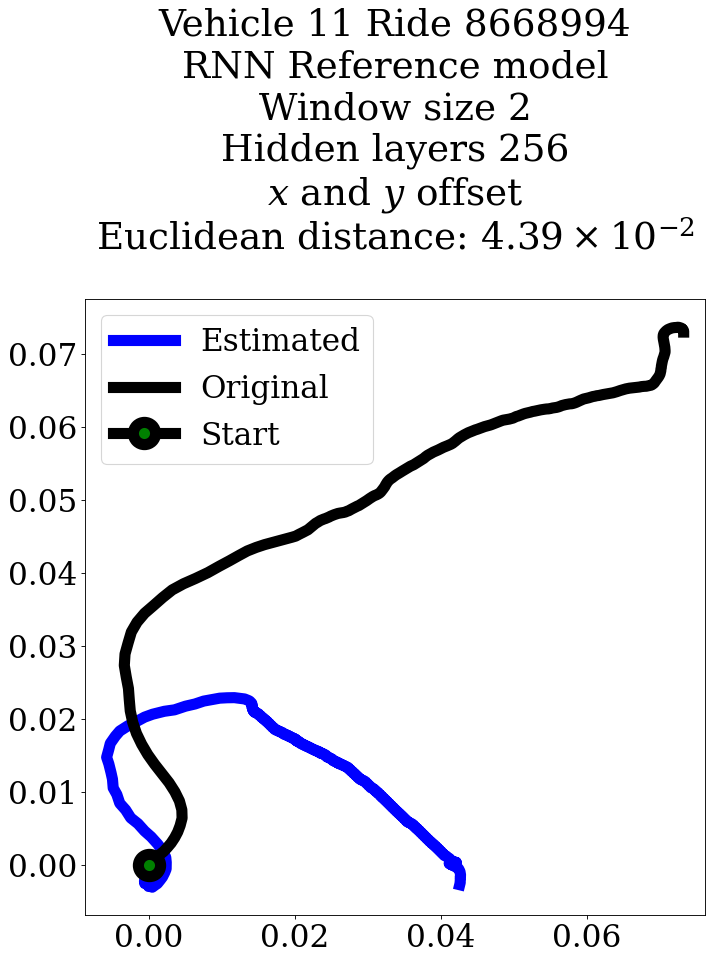 Vehicle 11 Ride 8668994
RNN Reference model
Window size 2
Hidden layers 256
x and y offset
Euclidean distance: 4.39 × 10⁻²
Estimated
Original
Start
0.07
0.06
0.05
0.04
0.03
0.02
0.01
0.00
0.00 0.02 0.04 0.06